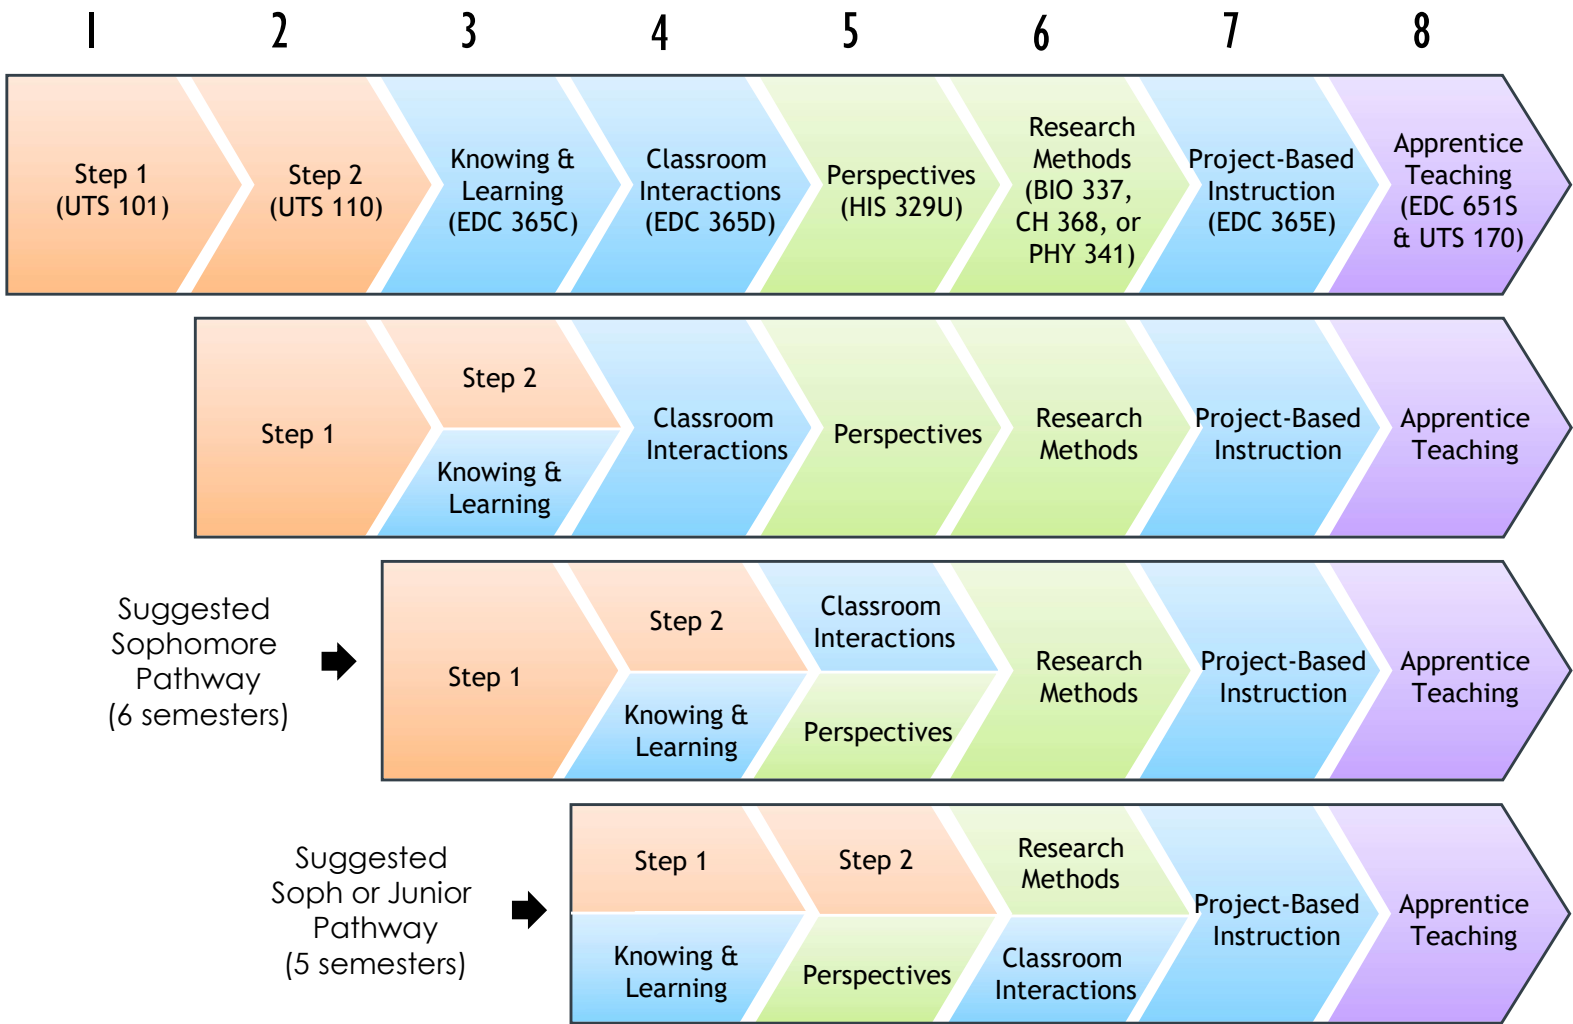 1 2 3 4 5 6 7 8
Step 1
(UTS 101)
Step 2
(UTS 110)
Knowing &
Learning
(EDC 365C)
Classroom
Interactions
(EDC 365D)
Perspectives
(HIS 329U)
Research
Methods
(BIO 337,
CH 368, or
PHY 341)
Project-Based
Instruction
(EDC 365E)
Apprentice
Teaching
(EDC 651S
& UTS 170)
Step 1
Step 2
Knowing &
Learning
Classroom
Interactions
Perspectives
Research
Methods
Project-Based
Instruction
Apprentice
Teaching
Suggested
Sophomore
Pathway
(6 semesters)
Step 1
Step 2
Knowing &
Learning
Classroom
Interactions
Perspectives
Research
Methods
Project-Based
Instruction
Apprentice
Teaching
Suggested
Soph or Junior
Pathway
(5 semesters)
Step 1
Knowing &
Learning
Step 2
Perspectives
Research
Methods
Classroom
Interactions
Project-Based
Instruction
Apprentice
Teaching